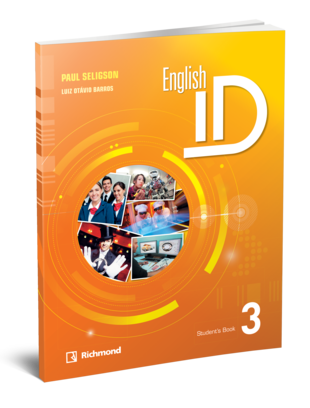 PAUL SELIGSON
LUIZ OTÁVIO BARROS
English
ID
Student's Book 3
Richmond